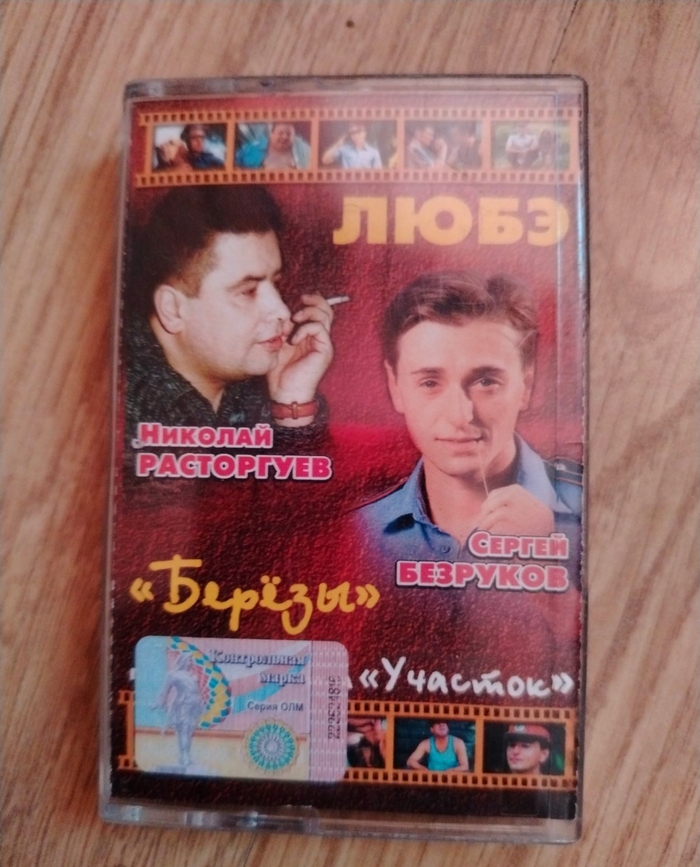 ЛЮБЭ
Николай
РАСТОРГУЕВ
Сергей
БЕЗРУКОВ
«Берёзы»
«Участок»
Контрольная
марка
Серия ОЛМ